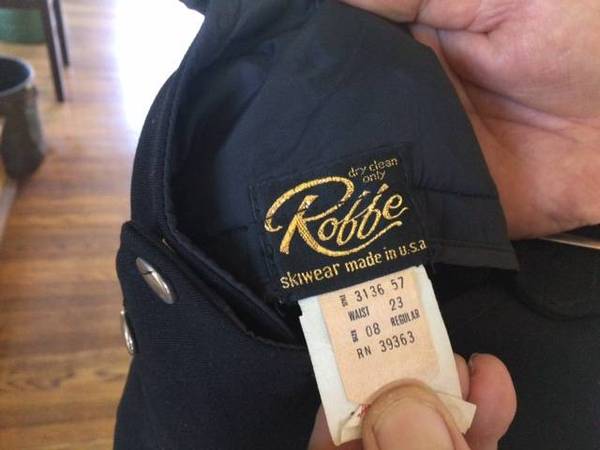 dry clean
only
Roffe
skiwear made in U.S.A
3136 57
WAIST 23
08 REGULAR
RN 39363